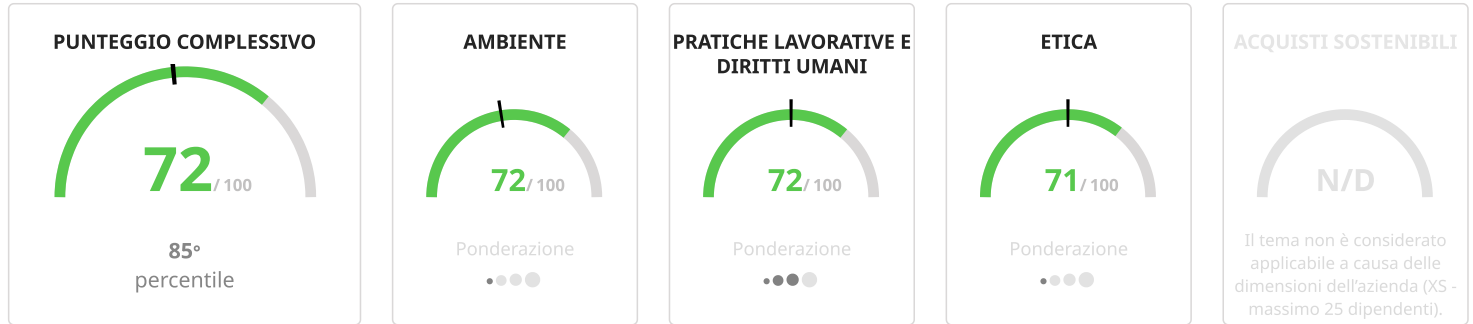 PUNTEGGIO COMPLESSIVO
72/ 100
85°
percentile
AMBIENTE
72/ 100
Ponderazione
PRATICHE LAVORATIVE E
DIRITTI UMANI
72/ 100
Ponderazione
ETICA
71/ 100
Ponderazione
ACQUISTI SOSTENIBILI
N/D
Il tema non è considerato
applicabile a causa delle
dimensioni dell'azienda (XS -
massimo 25 dipendenti).